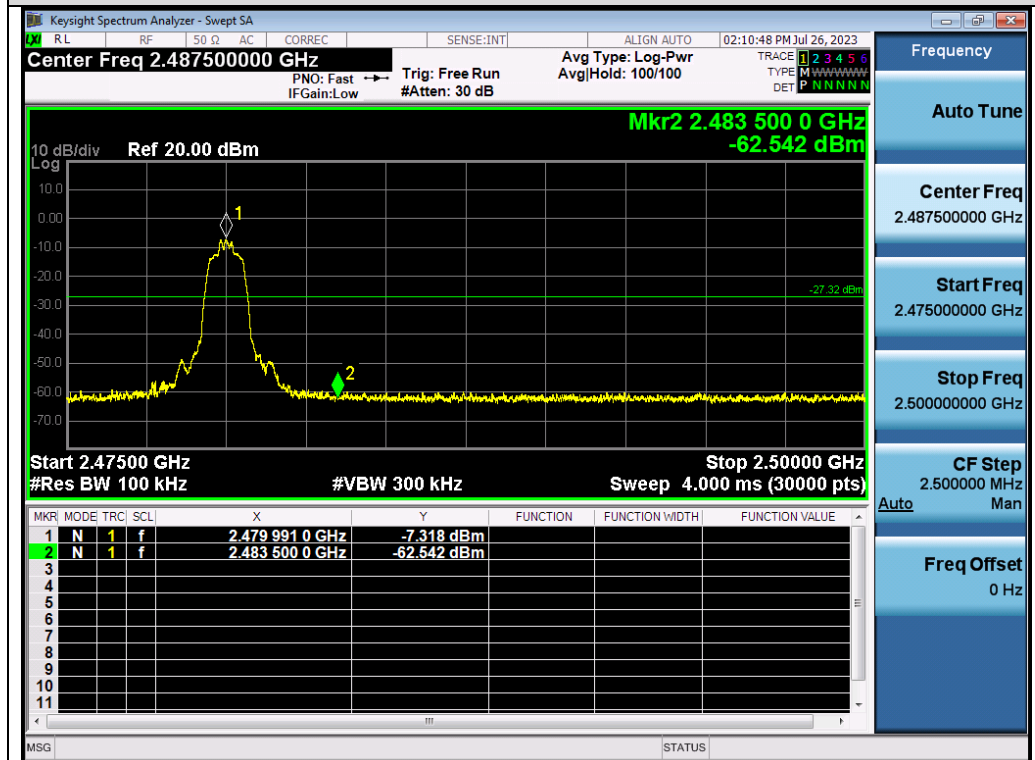 Keysight Spectrum Analyzer - Swept SA
LXI RL RF 50 Ω AC CORREC SENSE:INT ALIGN AUTO 02:10:48 PM Jul 26, 2023
Center Freq 2.487500000 GHz
PNO: Fast
IFGain:Low
Trig: Free Run
#Atten: 30 dB
Avg Type: Log-Pwr
Avg|Hold: 100/100
TRACE 1 2 3 4 5 6
TYPE M WWWWW
DET P N N N N N
Mkr2 2.483 500 0 GHz
-62.542 dBm
10 dB/div Ref 20.00 dBm
Log
10.0
0.00
-10.0
-20.0
-30.0
-40.0
-50.0
-60.0
-70.0
1
2
-27.32 dBm
Start 2.47500 GHz Stop 2.50000 GHz
#Res BW 100 kHz #VBW 300 kHz Sweep 4.000 ms (30000 pts)
MKR MODE TRC SCL X Y FUNCTION FUNCTION WIDTH FUNCTION VALUE
1 N 1 f 2.479 991 0 GHz -7.318 dBm
2 N 1 f 2.483 500 0 GHz -62.542 dBm
3
4
5
6
7
8
9
10
11
MSG STATUS
Frequency
Auto Tune
Center Freq
2.487500000 GHz
Start Freq
2.475000000 GHz
Stop Freq
2.500000000 GHz
CF Step
2.500000 MHz
Auto Man
Freq Offset
0 Hz